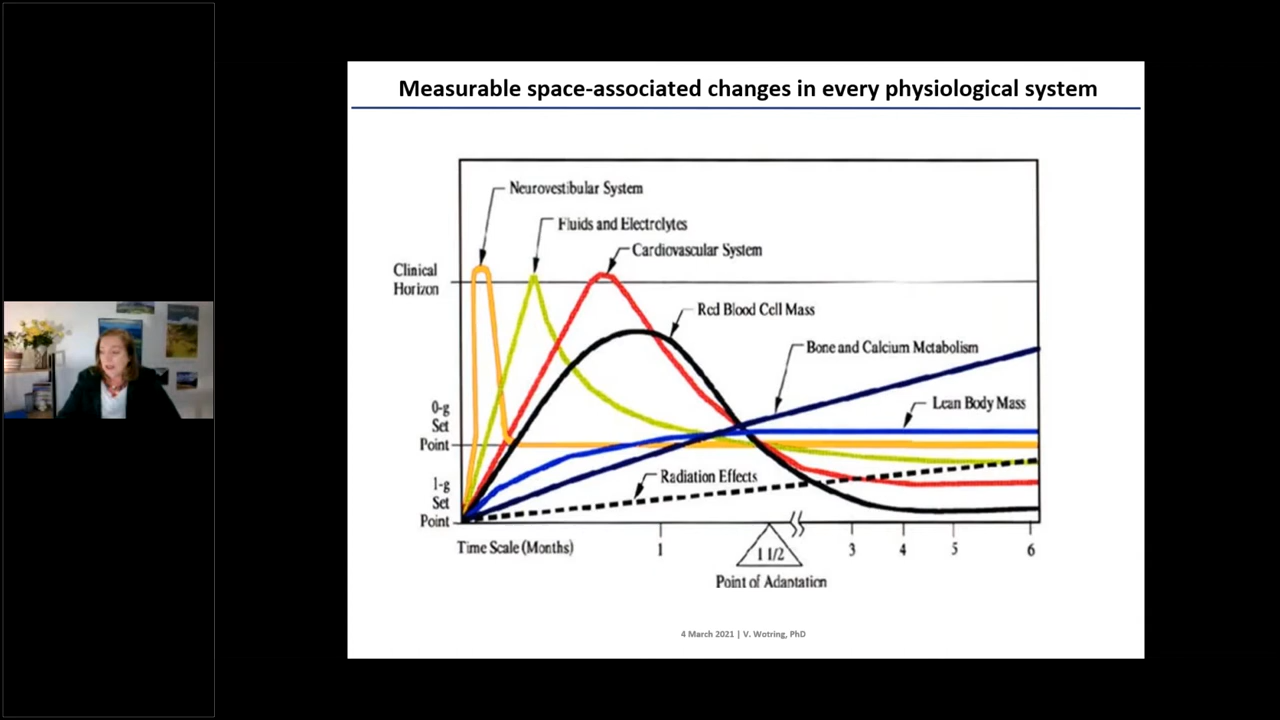 Measurable space-associated changes in every physiological system
Neurovestibular System
Fluids and Electrolytes
Cardiovascular System
Clinical
Horizon
Red Blood Cell Mass
Bone and Calcium Metabolism
Lean Body Mass
0-g
Set
Point
Radiation Effects
1-g
Set
Point
Time Scale (Months)
1
1 1/2
3
4
5
6
Point of Adaptation
4 March 2021 | V. Wotring, PhD